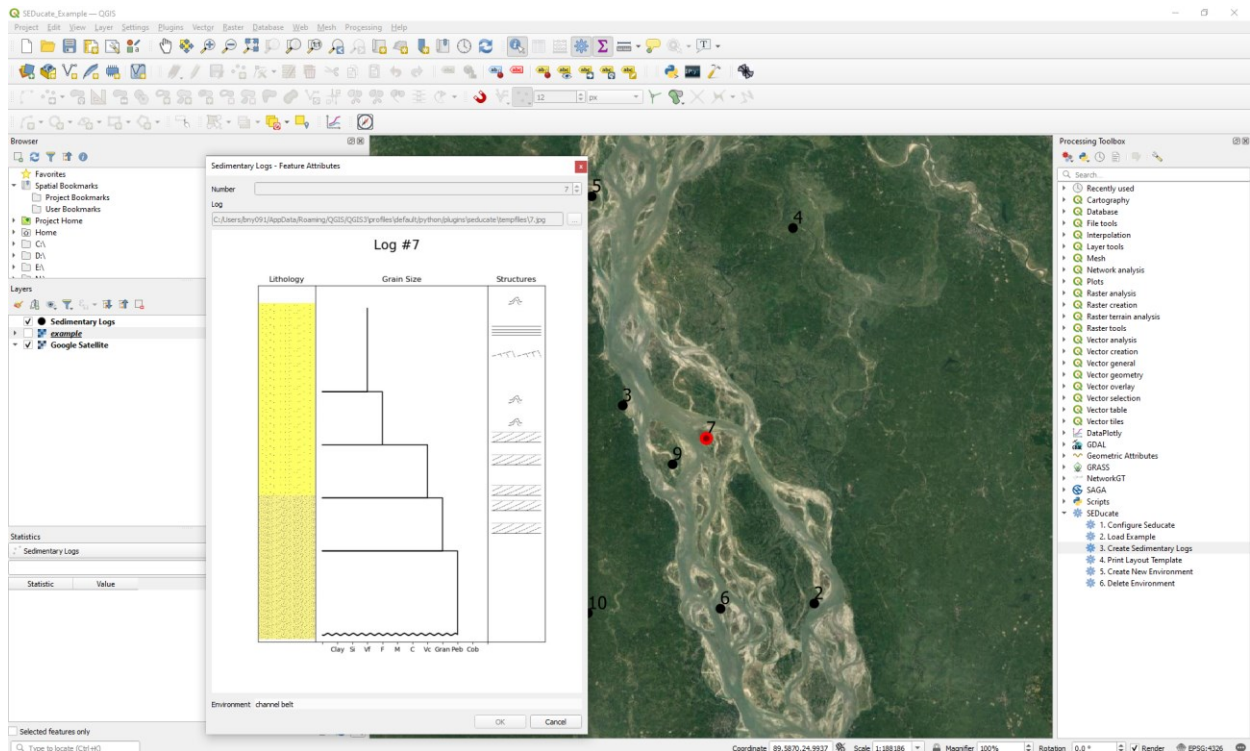 SEDucate_Example — QGIS
Project Edit View Layer Settings Plugins Vector Raster Database Web Mesh Processing Help
12 px
Browser
Favorites
Spatial Bookmarks
Project Bookmarks
User Bookmarks
Project Home
Home
C:\
D:\
E:\
Layers
Sedimentary Logs
example
Google Satellite
Statistics
Sedimentary Logs
Statistic Value
Selected features only
Type to locate (Ctrl+K)
Sedimentary Logs - Feature Attributes
Number 7
Log
C:/Users/bny091/AppData/Roaming/QGIS/QGIS3\profiles\default/python/plugins\seducate\tempfiles\7.jpg
Log #7
Lithology Grain Size Structures
Clay Si Vf F M C Vc Gran Peb Cob
Environment channel belt
OK Cancel
5
4
3
7
9
10
6
2
Processing Toolbox
Search...
Recently used
Cartography
Database
File tools
Interpolation
Layer tools
Mesh
Network analysis
Plots
Raster analysis
Raster creation
Raster terrain analysis
Raster tools
Vector analysis
Vector creation
Vector general
Vector geometry
Vector overlay
Vector selection
Vector table
Vector tiles
DataPlotly
GDAL
Geometric Attributes
GRASS
NetworkGT
SAGA
Scripts
SEDucate
1. Configure Seducate
2. Load Example
3. Create Sedimentary Logs
4. Print Layout Template
5. Create New Environment
6. Delete Environment
Coordinate 89.5870,24.9937 Scale 1:188186 Magnifier 100% Rotation 0.0 ° Render EPSG:4326